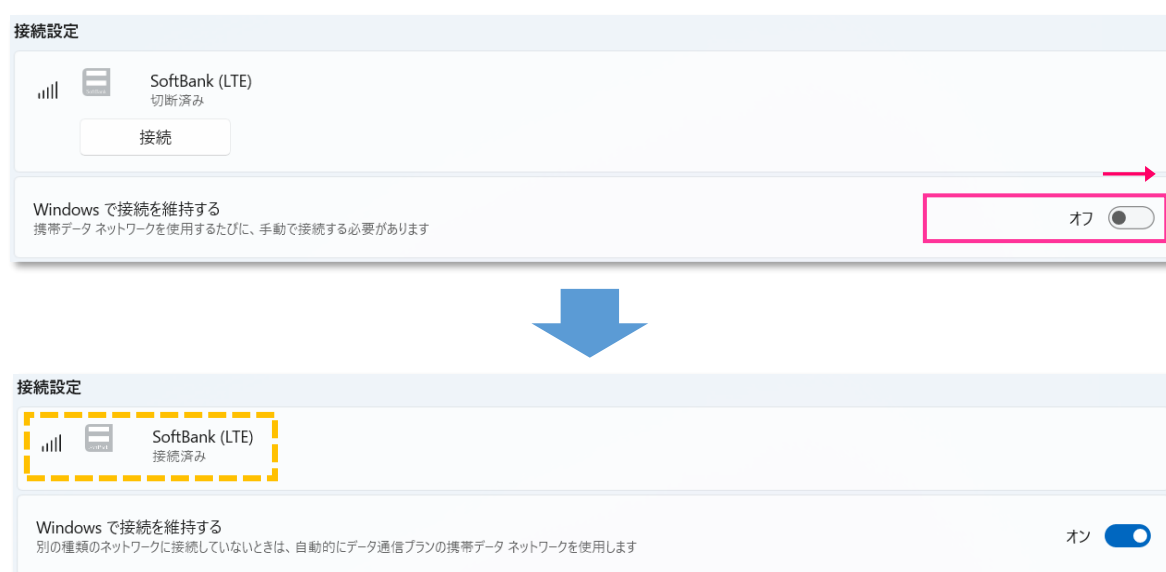 接続設定
SoftBank (LTE)
切断済み
接続
Windows で接続を維持する
携帯データ ネットワークを使用するたびに、手動で接続する必要があります
オフ
接続設定
SoftBank (LTE)
接続済み
Windows で接続を維持する
別の種類のネットワークに接続していないときは、自動的にデータ通信プランの携帯データ ネットワークを使用します
オン